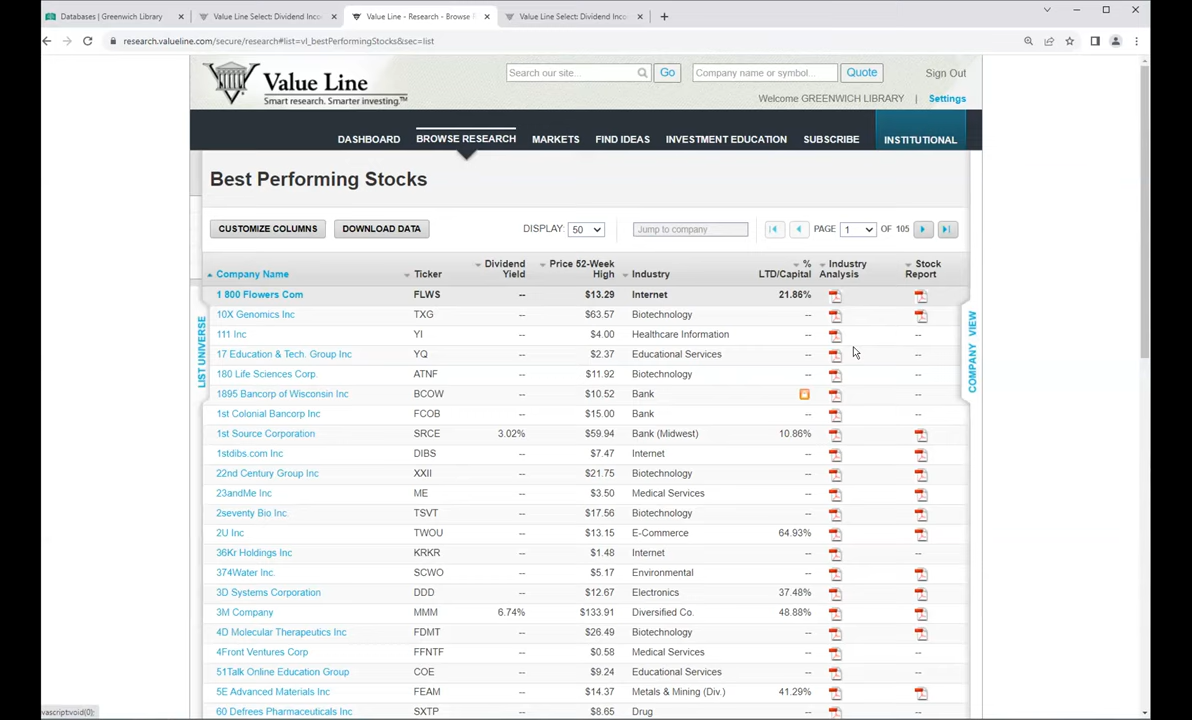 Databases | Greenwich Library
Value Line Select: Dividend Inco
Value Line - Research - Browse
Value Line Select: Dividend Inco
research.valueline.com/secure/research#list=vl_bestPerformingStocks&sec=list
Value Line
Smart research. Smarter investing.™
Search our site...
Go
Company name or symbol...
Quote
Sign Out
Welcome GREENWICH LIBRARY | Settings
DASHBOARD BROWSE RESEARCH MARKETS FIND IDEAS INVESTMENT EDUCATION SUBSCRIBE INSTITUTIONAL
Best Performing Stocks
CUSTOMIZE COLUMNS DOWNLOAD DATA DISPLAY: 50 Jump to company PAGE 1 OF 105
Company Name Ticker Dividend Yield Price 52-Week High Industry % LTD/Capital Industry Analysis Stock Report
1 800 Flowers Com FLWS -- $13.29 Internet 21.86%
10X Genomics Inc TXG -- $63.57 Biotechnology --
111 Inc YI -- $4.00 Healthcare Information -- --
17 Education & Tech. Group Inc YQ -- $2.37 Educational Services -- --
180 Life Sciences Corp. ATNF -- $11.92 Biotechnology -- --
1895 Bancorp of Wisconsin Inc BCOW -- $10.52 Bank --
1st Colonial Bancorp Inc FCOB -- $15.00 Bank -- --
1st Source Corporation SRCE 3.02% $59.94 Bank (Midwest) 10.86%
1stdibs.com Inc DIBS -- $7.47 Internet --
22nd Century Group Inc XXII -- $21.75 Biotechnology --
23andMe Inc ME -- $3.50 Medical Services --
2seventy Bio Inc. TSVT -- $17.56 Biotechnology --
2U Inc TWOU -- $13.15 E-Commerce 64.93%
36Kr Holdings Inc KRKR -- $1.48 Internet -- --
374Water Inc. SCWO -- $5.17 Environmental --
3D Systems Corporation DDD -- $12.67 Electronics 37.48%
3M Company MMM 6.74% $133.91 Diversified Co. 48.88%
4D Molecular Therapeutics Inc FDMT -- $26.49 Biotechnology --
4Front Ventures Corp FFNTF -- $0.58 Medical Services -- --
51Talk Online Education Group COE -- $9.24 Educational Services -- --
5E Advanced Materials Inc FEAM -- $14.37 Metals & Mining (Div.) 41.29%
60 Defrees Pharmaceuticals Inc SXTP -- $8.65 Drug -- --
LIST UNIVERSE
COMPANY VIEW
vascript:void(0);